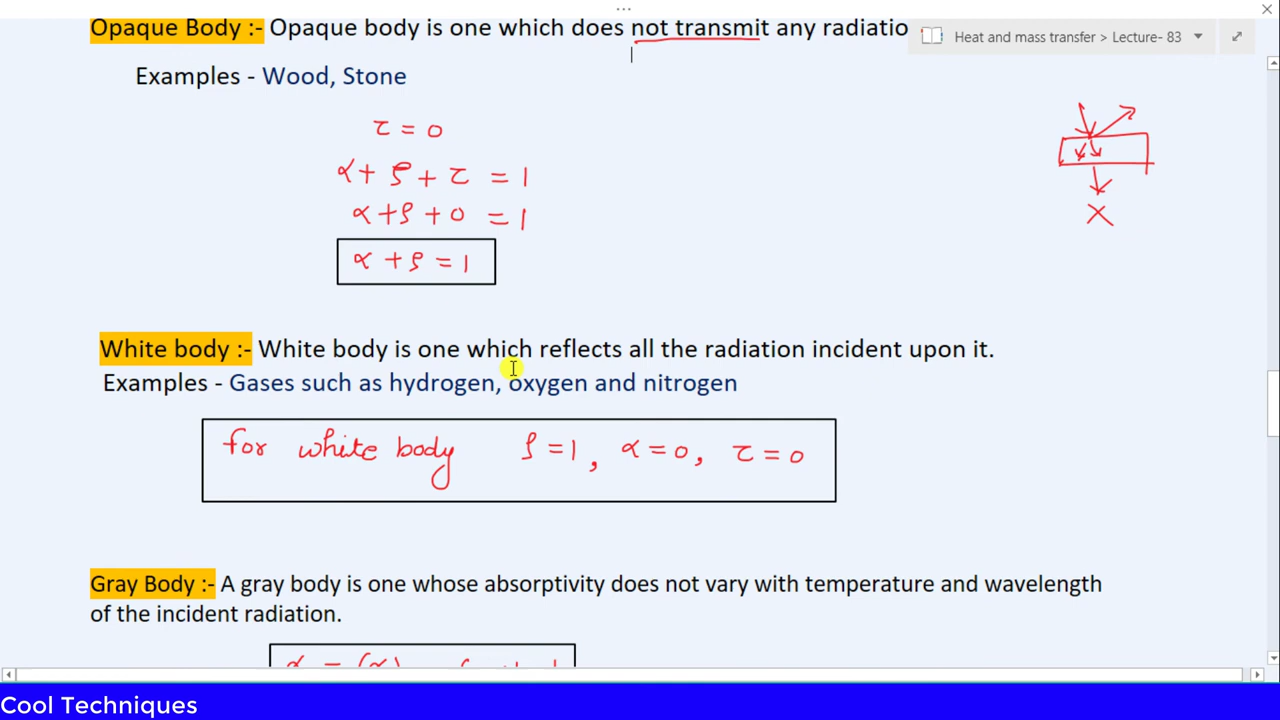 Opaque Body :- Opaque body is one which does not transmit any radiatio
Heat and mass transfer > Lecture- 83
Examples - Wood, Stone
τ = 0
α + ρ + τ = 1
α + ρ + 0 = 1
α + ρ = 1
X
White body :- White body is one which reflects all the radiation incident upon it.
Examples - Gases such as hydrogen, oxygen and nitrogen
for white body ρ = 1, α = 0, τ = 0
Gray Body :- A gray body is one whose absorptivity does not vary with temperature and wavelength
of the incident radiation.
Cool Techniques